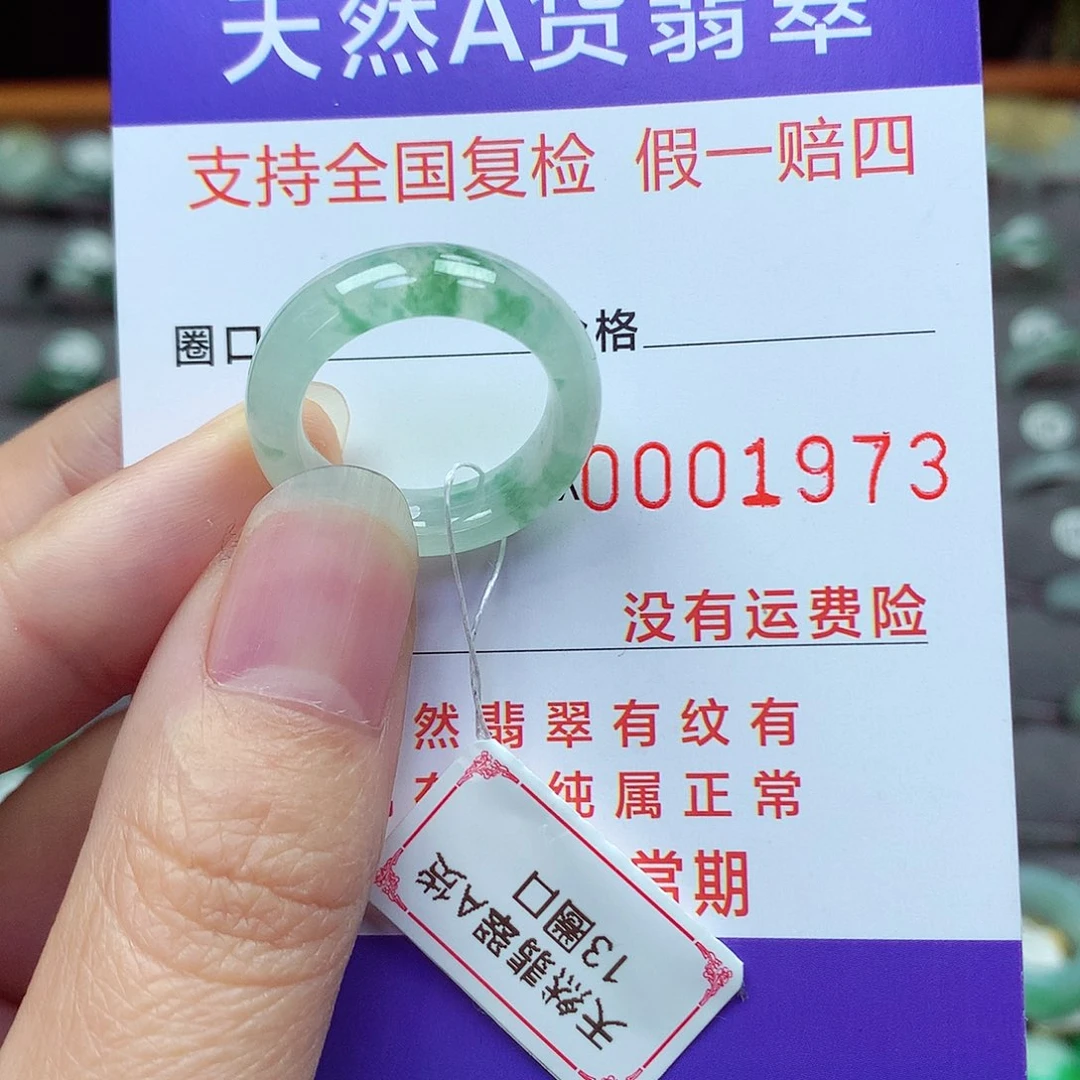 天然A货翡翠
支持全国复检 假一赔四
圈口
格
0001973
没有运费险
然翡翠有纹有
纯属正常
常期
天然翡翠A货
13圈口